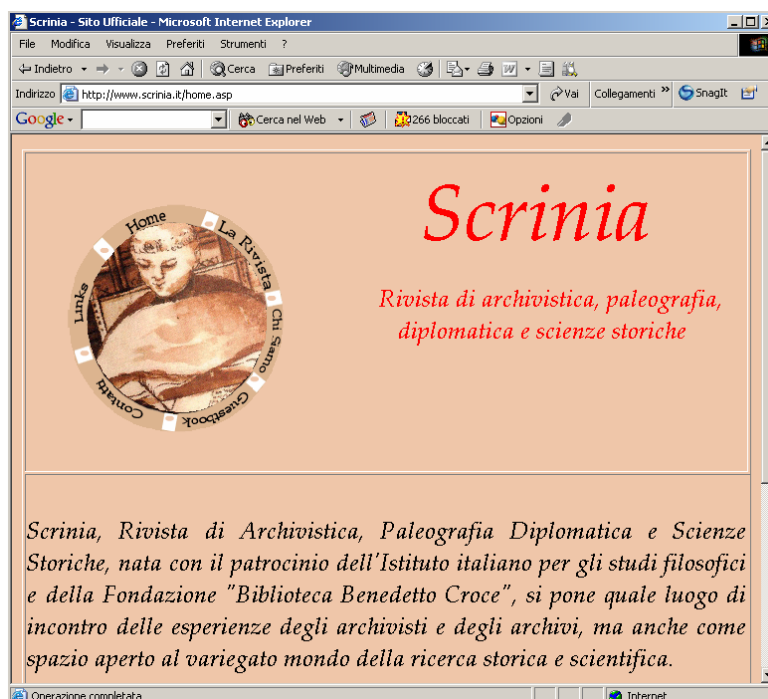 Scrinia - Sito Ufficiale - Microsoft Internet Explorer
File Modifica Visualizza Preferiti Strumenti ?
Indietro Cerca Preferiti Multimedia
Indirizzo http://www.scrinia.it/home.asp Vai Collegamenti » SnagIt
Google Cerca nel Web 266 bloccati Opzioni
Home
La Rivista
Chi Siamo
Guestbook
Contatti
Links
Scrinia
Rivista di archivistica, paleografia,
diplomatica e scienze storiche
Scrinia, Rivista di Archivistica, Paleografia Diplomatica e Scienze
Storiche, nata con il patrocinio dell'Istituto italiano per gli studi filosofici
e della Fondazione "Biblioteca Benedetto Croce", si pone quale luogo di
incontro delle esperienze degli archivisti e degli archivi, ma anche come
spazio aperto al variegato mondo della ricerca storica e scientifica.
Operazione completata Internet